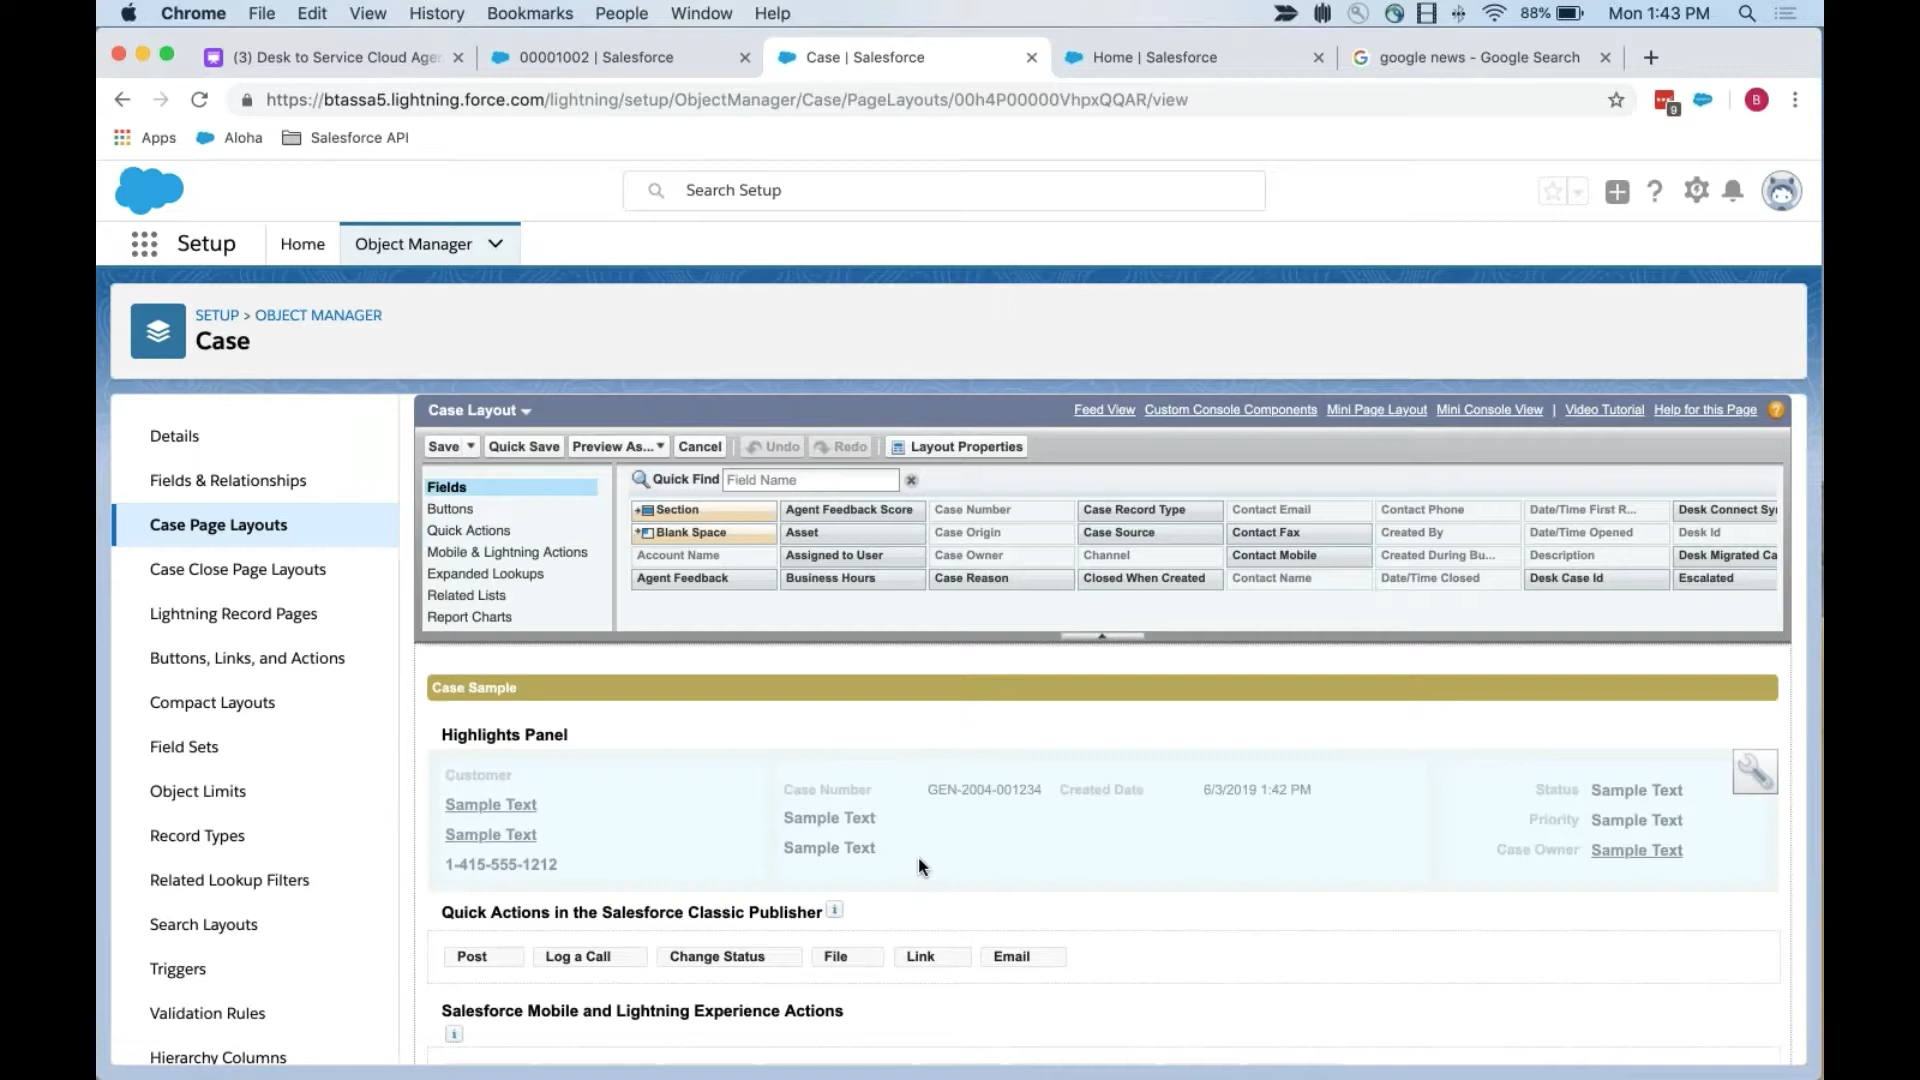 Chrome File Edit View History Bookmarks People Window Help 88% Mon 1:43 PM
(3) Desk to Service Cloud Age
00001002 | Salesforce
Case | Salesforce
Home | Salesforce
google news - Google Search
https://btassa5.lightning.force.com/lightning/setup/ObjectManager/Case/PageLayouts/00h4P00000VhpxQQAR/view
9
B
Apps Aloha Salesforce API
Search Setup
Setup Home Object Manager
SETUP > OBJECT MANAGER
Case
Details
Fields & Relationships
Case Page Layouts
Case Close Page Layouts
Lightning Record Pages
Buttons, Links, and Actions
Compact Layouts
Field Sets
Object Limits
Record Types
Related Lookup Filters
Search Layouts
Triggers
Validation Rules
Hierarchy Columns
Case Layout
Feed View Custom Console Components Mini Page Layout Mini Console View | Video Tutorial Help for this Page ?
Save Quick Save Preview As... Cancel Undo Redo Layout Properties
Fields
Buttons
Quick Actions
Mobile & Lightning Actions
Expanded Lookups
Related Lists
Report Charts
Quick Find Field Name
Section Agent Feedback Score Case Number Case Record Type Contact Email Contact Phone Date/Time First R... Desk Connect Sy
Blank Space Asset Case Origin Case Source Contact Fax Created By Date/Time Opened Desk Id
Account Name Assigned to User Case Owner Channel Contact Mobile Created During Bu... Description Desk Migrated Ca
Agent Feedback Business Hours Case Reason Closed When Created Contact Name Date/Time Closed Desk Case Id Escalated
Case Sample
Highlights Panel
Customer
Sample Text
Sample Text
1-415-555-1212
Case Number GEN-2004-001234 Created Date 6/3/2019 1:42 PM
Sample Text
Sample Text
Status Sample Text
Priority Sample Text
Case Owner Sample Text
Quick Actions in the Salesforce Classic Publisher i
Post Log a Call Change Status File Link Email
Salesforce Mobile and Lightning Experience Actions
i